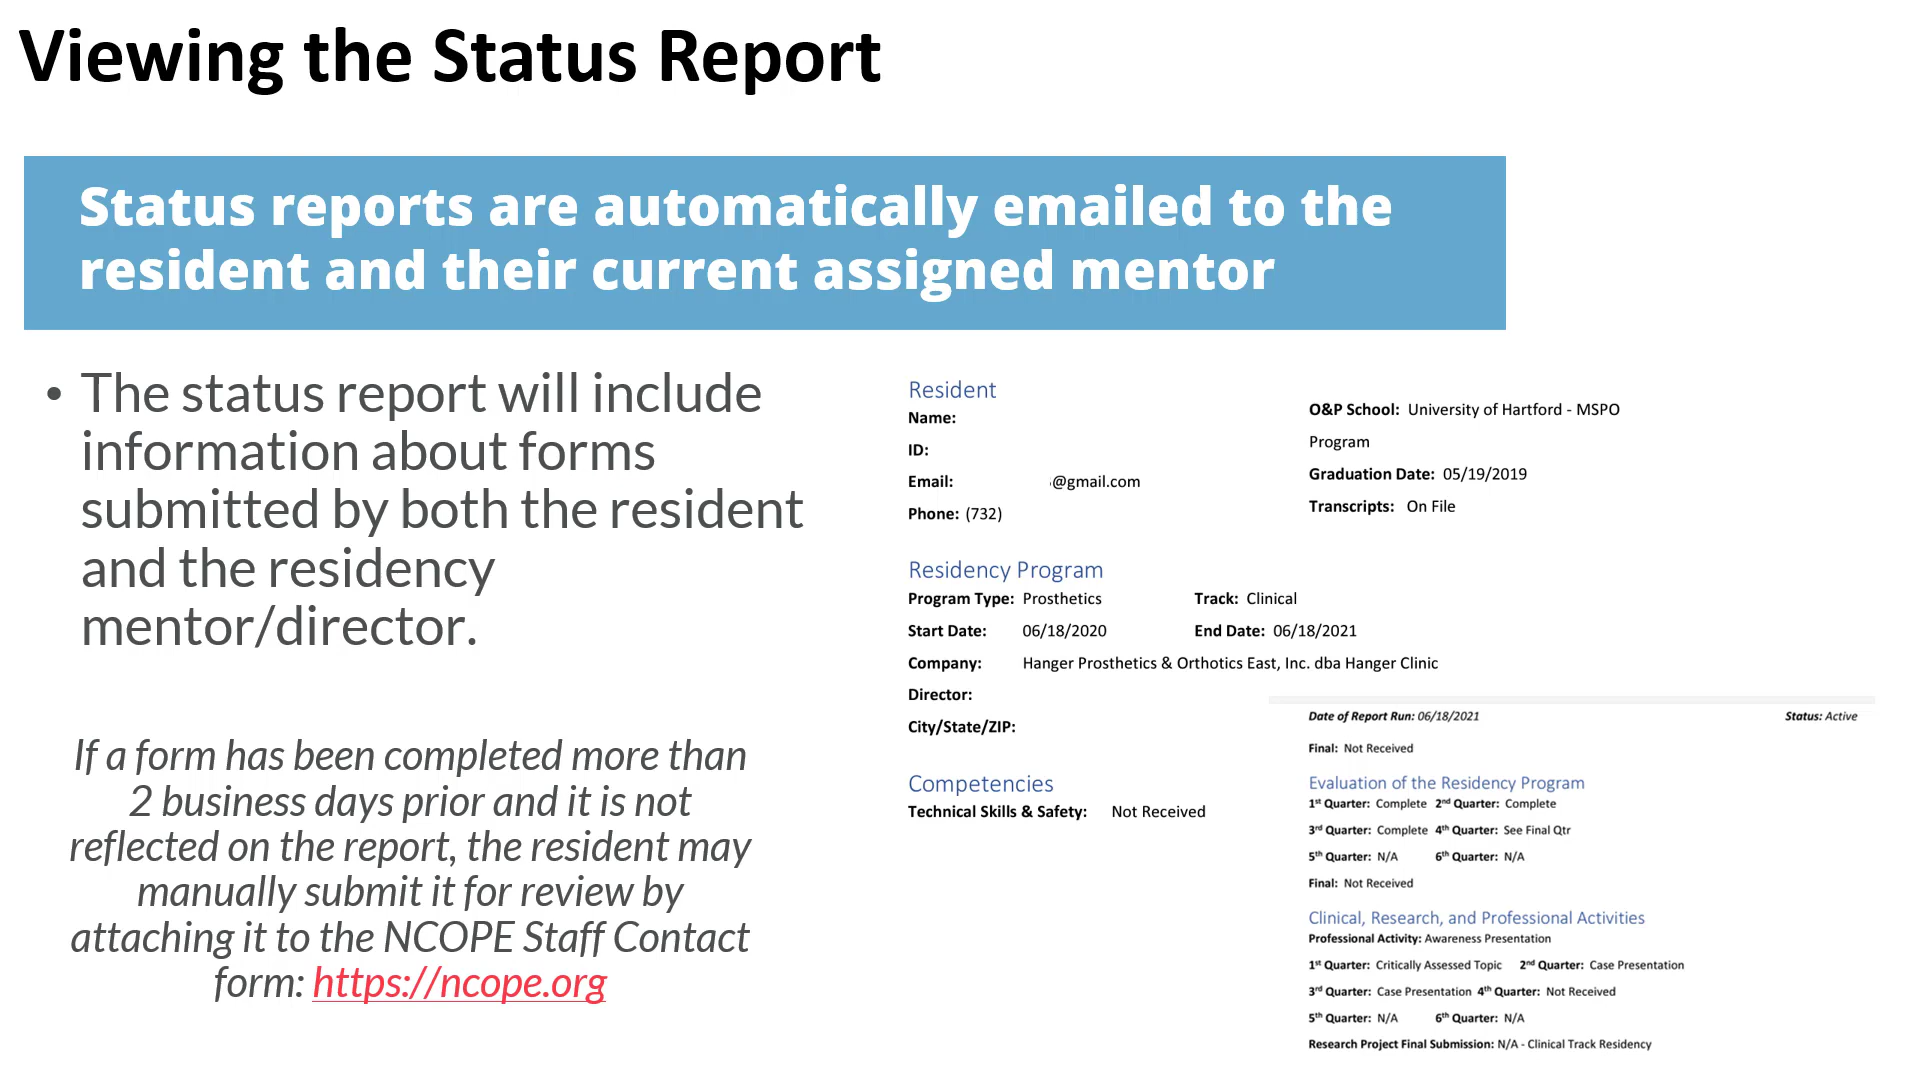 Viewing the Status Report
Status reports are automatically emailed to the
resident and their current assigned mentor
• The status report will include
information about forms
submitted by both the resident
and the residency
mentor/director.
If a form has been completed more than
2 business days prior and it is not
reflected on the report, the resident may
manually submit it for review by
attaching it to the NCOPE Staff Contact
form: https://ncope.org
Resident
Name:
ID:
Email: @gmail.com
Phone: (732)
O&P School: University of Hartford - MSPO
Program
Graduation Date: 05/19/2019
Transcripts: On File
Residency Program
Program Type: Prosthetics Track: Clinical
Start Date: 06/18/2020 End Date: 06/18/2021
Company: Hanger Prosthetics & Orthotics East, Inc. dba Hanger Clinic
Director:
City/State/ZIP:
Competencies
Technical Skills & Safety: Not Received
Date of Report Run: 06/18/2021 Status: Active
Final: Not Received
Evaluation of the Residency Program
1st Quarter: Complete 2nd Quarter: Complete
3rd Quarter: Complete 4th Quarter: See Final Qtr
5th Quarter: N/A 6th Quarter: N/A
Final: Not Received
Clinical, Research, and Professional Activities
Professional Activity: Awareness Presentation
1st Quarter: Critically Assessed Topic 2nd Quarter: Case Presentation
3rd Quarter: Case Presentation 4th Quarter: Not Received
5th Quarter: N/A 6th Quarter: N/A
Research Project Final Submission: N/A - Clinical Track Residency